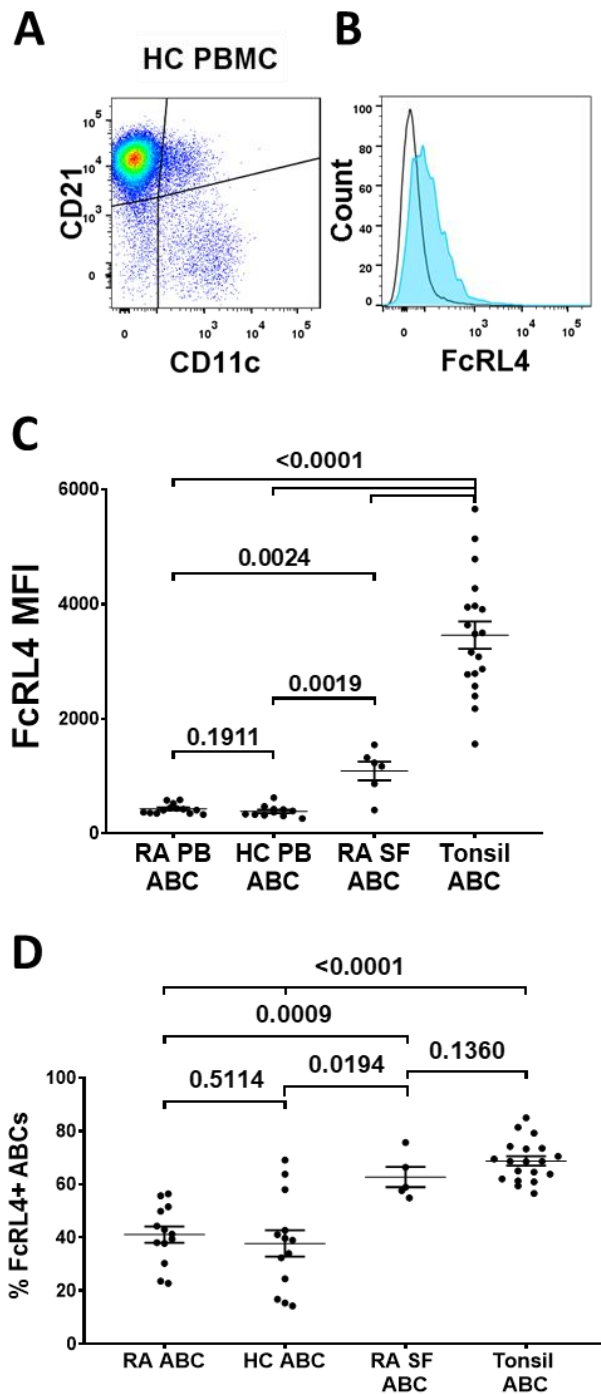 A
B
HC PBMC
10⁵
10⁴
10³
0
CD21
0
10³
10⁴
10⁵
CD11c
100
80
60
40
20
0
Count
0
10³
10⁴
10⁵
FcRL4
C
<0.0001
6000
0.0024
4000
0.0019
2000
0.1911
0
FcRL4 MFI
RA PB
ABC
HC PB
ABC
RA SF
ABC
Tonsil
ABC
D
<0.0001
0.0009
0.5114
0.0194
0.1360
100
80
60
40
20
0
% FcRL4+ ABCs
RA ABC
HC ABC
RA SF
ABC
Tonsil
ABC